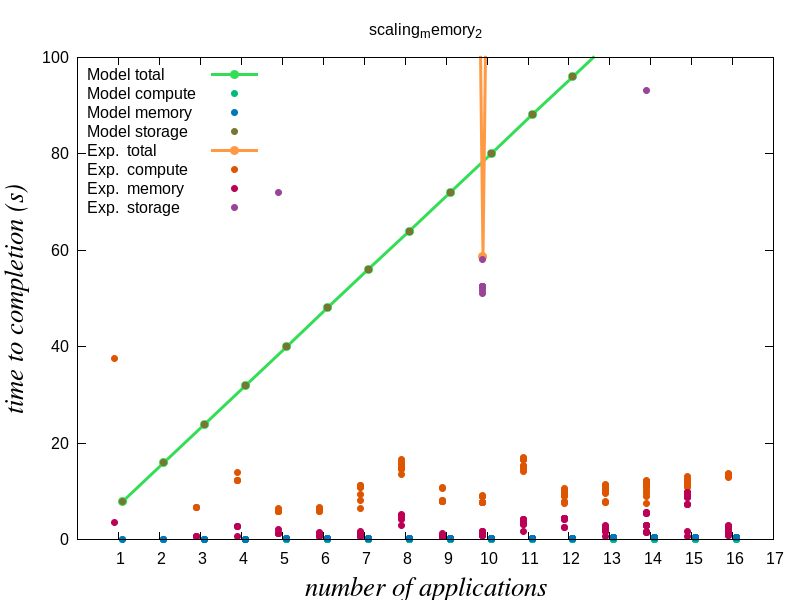 scaling_memory_2
100
80
60
40
20
0
Model total
Model compute
Model memory
Model storage
Exp. total
Exp. compute
Exp. memory
Exp. storage
time to completion (s)
1 2 3 4 5 6 7 8 9 10 11 12 13 14 15 16 17
number of applications